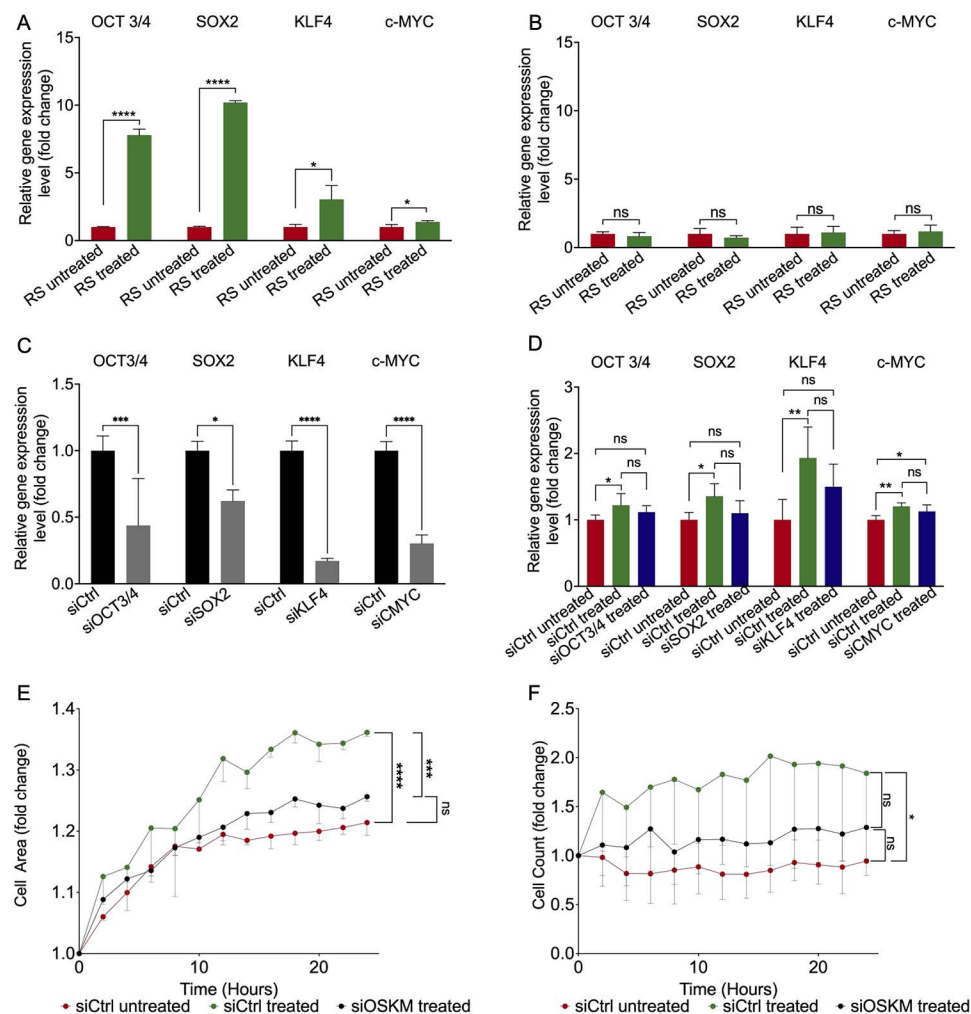 A
OCT 3/4 SOX2 KLF4 c-MYC
Relative gene expresssion
level (fold change)
15
10
5
0
**** **** * *
RS untreated RS treated RS untreated RS treated RS untreated RS treated RS untreated RS treated
B
OCT 3/4 SOX2 KLF4 c-MYC
Relative gene expresssion
level (fold change)
15
10
5
0
ns ns ns ns
RS untreated RS treated RS untreated RS treated RS untreated RS treated RS untreated RS treated
C
OCT3/4 SOX2 KLF4 c-MYC
Relative gene expresssion
level (fold change)
1.5
1.0
0.5
0.0
*** * **** ****
siCtrl siOCT3/4 siCtrl siSOX2 siCtrl siKLF4 siCtrl siCMYC
D
OCT 3/4 SOX2 KLF4 c-MYC
Relative gene expresssion
level (fold change)
3
2
1
0
ns * ns
ns * ns
ns ** ns
* ** ns
siCtrl untreated siCtrl treated siOCT3/4 treated siCtrl untreated siCtrl treated siSOX2 treated siCtrl untreated siCtrl treated siKLF4 treated siCtrl untreated siCtrl treated siCMYC treated
E
Cell Area (fold change)
1.4
1.3
1.2
1.1
1.0
0 10 20
Time (Hours)
**** *** ns
siCtrl untreated siCtrl treated siOSKM treated
F
Cell Count (fold change)
2.5
2.0
1.5
1.0
0.5
0.0
0 10 20
Time (Hours)
ns ns *
siCtrl untreated siCtrl treated siOSKM treated